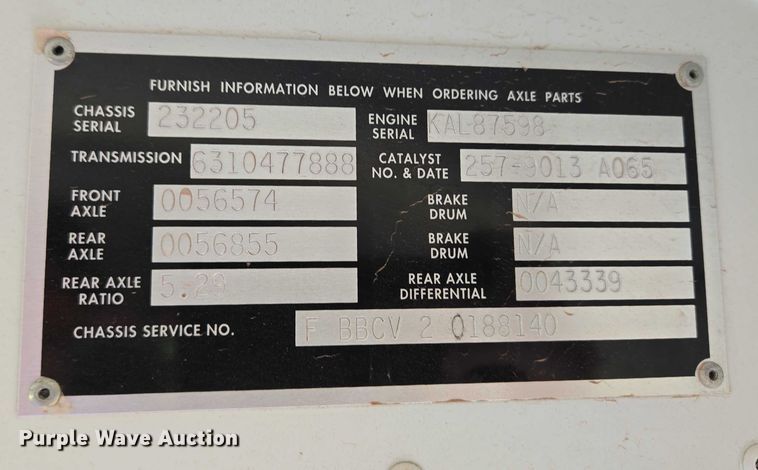 FURNISH INFORMATION BELOW WHEN ORDERING AXLE PARTS
CHASSIS SERIAL 232205 ENGINE SERIAL KAL87598
TRANSMISSION 6310477888 CATALYST NO. & DATE 257-9013 A065
FRONT AXLE 0056574 BRAKE DRUM N/A
REAR AXLE 0056855 BRAKE DRUM N/A
REAR AXLE RATIO 5.29 REAR AXLE DIFFERENTIAL 0043339
CHASSIS SERVICE NO. F BBCV 2 0188140
Purple Wave Auction